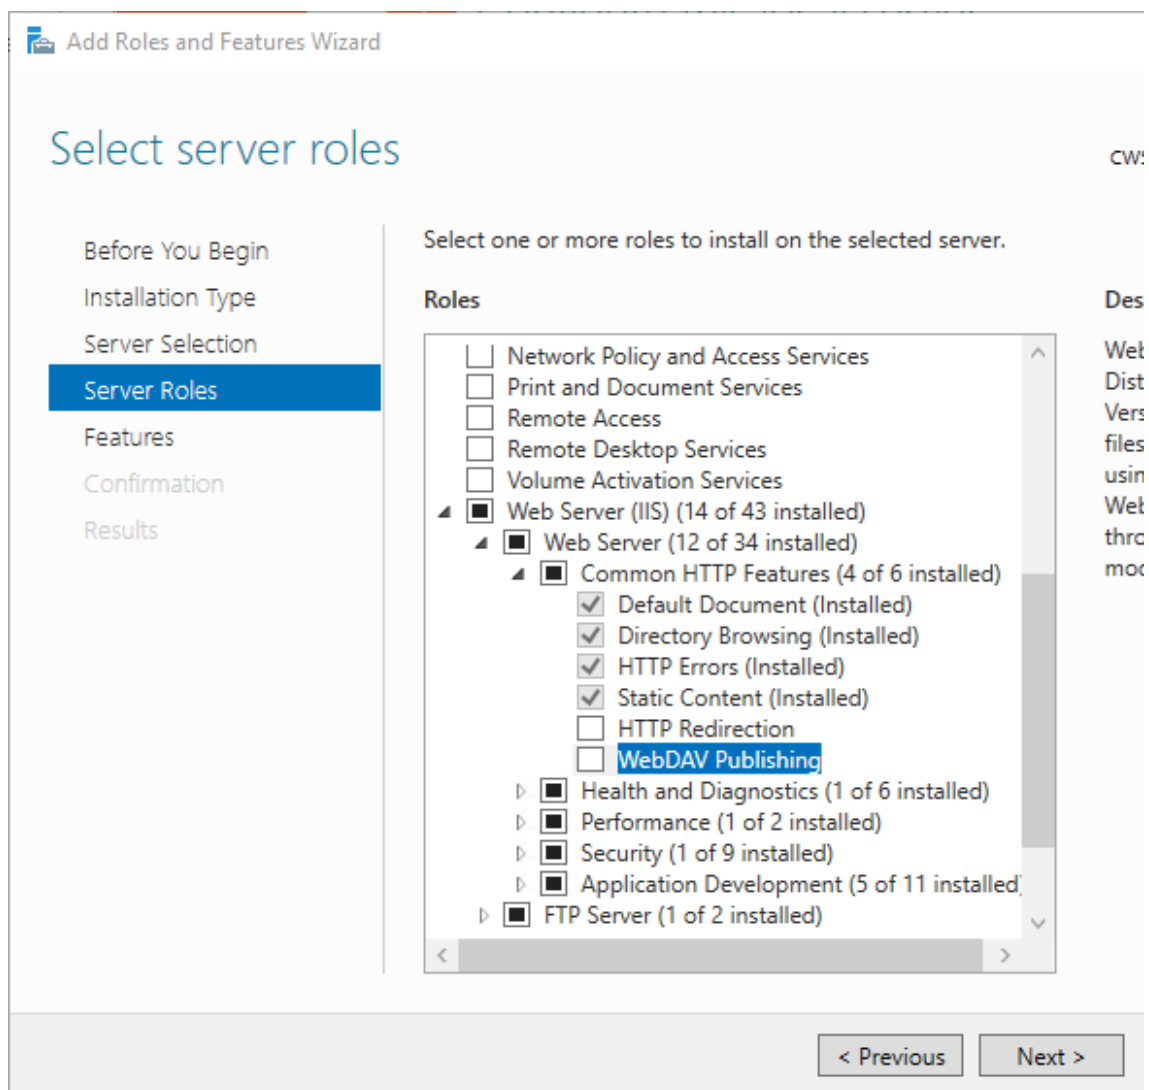 Add Roles and Features Wizard
Select server roles
Before You Begin
Installation Type
Server Selection
Server Roles
Features
Confirmation
Results
Select one or more roles to install on the selected server.
Roles
Network Policy and Access Services
Print and Document Services
Remote Access
Remote Desktop Services
Volume Activation Services
Web Server (IIS) (14 of 43 installed)
Web Server (12 of 34 installed)
Common HTTP Features (4 of 6 installed)
Default Document (Installed)
Directory Browsing (Installed)
HTTP Errors (Installed)
Static Content (Installed)
HTTP Redirection
WebDAV Publishing
Health and Diagnostics (1 of 6 installed)
Performance (1 of 2 installed)
Security (1 of 9 installed)
Application Development (5 of 11 installed)
FTP Server (1 of 2 installed)
< Previous
Next >